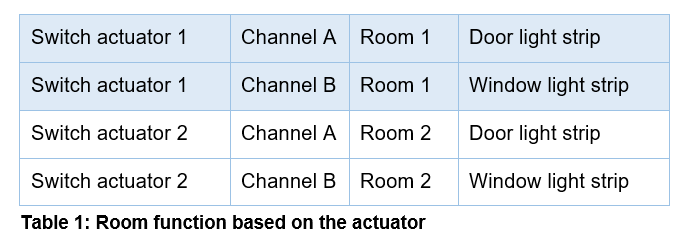 Switch actuator 1 Channel A Room 1 Door light strip
Switch actuator 1 Channel B Room 1 Window light strip
Switch actuator 2 Channel A Room 2 Door light strip
Switch actuator 2 Channel B Room 2 Window light strip
Table 1: Room function based on the actuator